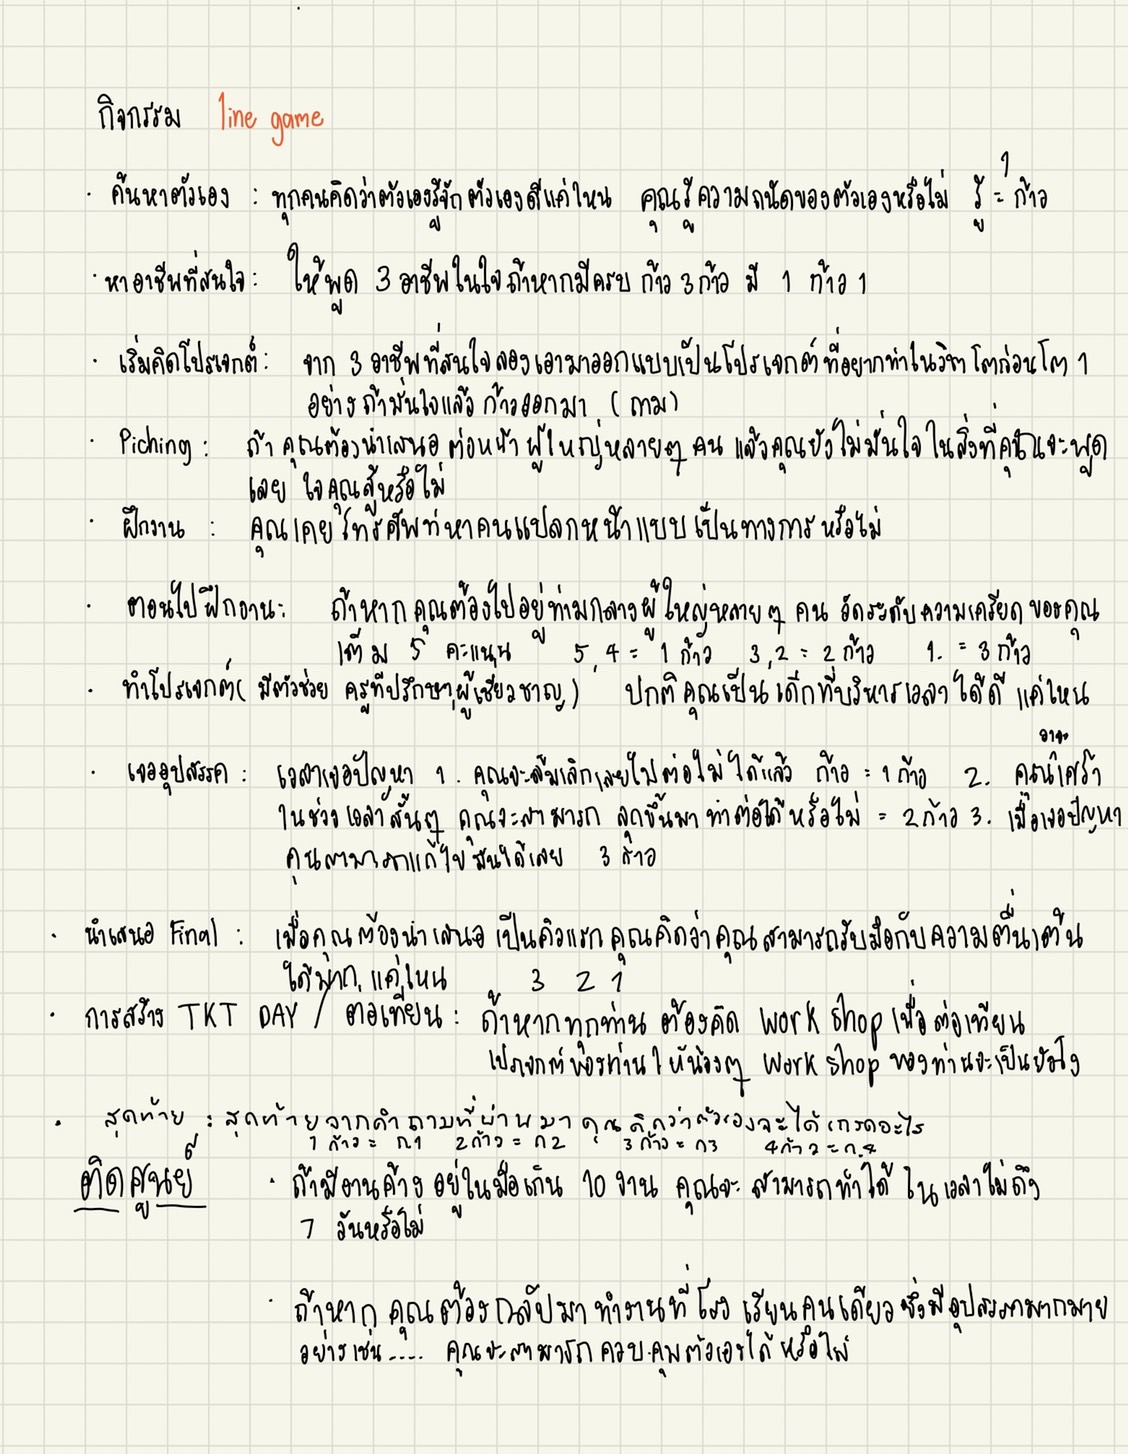 กิจกรรม line game
· ค้นหาตัวเอง : ทุกคนคิดว่าตัวเองรู้จักตัวเองดีแค่ไหน คุณรู้ความถนัดของตัวเองหรือไม่ รู้ = 1 ก้าว
· หาอาชีพที่สนใจ : ให้พูด 3 อาชีพในใจถ้าหากมีครบ ก้าว 3 ก้าว มี 1 ก้าว 1
· เริ่มคิดโปรเจกต์ : จาก 3 อาชีพที่สนใจลองเอามาออกแบบเป็นโปรเจกต์ ที่อยากทำในวิชา โตก่อนโต 1
อย่าง ถ้ามั่นใจแล้ว ก้าวออกมา ( ถาม )
· Piching : ถ้า คุณต้องนำเสนอ ต่อหน้า ผู้ใหญ่หลายๆ คน แล้วคุณยังไม่มั่นใจ ในสิ่งที่คุณจะพูด
เลย ใจคุณสู้หรือไม่
· ฝึกงาน : คุณเคย โทรศัพท์หาคนแปลกหน้าแบบ เป็นทางการ หรือไม่
· ตอนไปฝึกงาน : ถ้าหาก คุณต้องไปอยู่ท่ามกลางผู้ใหญ่หลายๆ คน วัดระดับความเครียด ของคุณ
เต็ม 5 คะแนน 5,4 = 1 ก้าว 3,2 = 2 ก้าว 1. = 3 ก้าว
· ทำโปรเจกต์( มีตัวช่วย ครูที่ปรึกษา,ผู้เชี่ยวชาญ) ปกติ คุณเป็น เด็กที่บริหารเวลา ได้ดี แค่ไหน
· เจออุปสรรค : เวลาเจอปัญหา 1. คุณจะล้มเลิกเลยไปต่อไม่ได้แล้ว ก้าว = 1 ก้าว 2. คุณอาจเศร้า
ในช่วงเวลาสั้นๆ คุณจะสามารถ ลุกขึ้นมา ทำต่อได้ หรือไม่ = 2 ก้าว 3. เมื่อเจอปัญหา
คุณสามารถแก้ไข มันได้เลย 3 ก้าว
· นำเสนอ Final : เมื่อคุณต้องนำเสนอ เป็นคิวแรก คุณคิดว่าคุณสามารถรับมือกับความตื่นเต้น
ได้มาก แค่ไหน 3 2 1
· การสร้าง TKT DAY / ต่อเทียน : ถ้าหากทุกท่าน ต้องคิด work shop เพื่อ ต่อเทียน
โปรเจกต์ ของท่าน ให้น้องๆ work shop ของท่านจะเป็นยังไง
· สุดท้าย : สุดท้ายจากคำถามที่ผ่านมา คุณคิดว่าตัวเองจะได้เกรดอะไร
1 ก้าว = ก.1 2 ก้าว = ก 2 3 ก้าว = ก3 4 ก้าว = ก.4
ติดศูนย์ · ถ้ามีงานค้าง อยู่ในมือเกิน 10 งาน คุณจะ สามารถทำได้ ในเวลาไม่ถึง
7 วันหรือไม่
· ถ้าหาก คุณต้องกลับมา ทำงานที่ โรงเรียนคนเดียว ซึ่งมีอุปสรรคมากมาย
อย่างเช่น .... คุณจะสามารถ ควบคุมตัวเองได้ หรือไม่